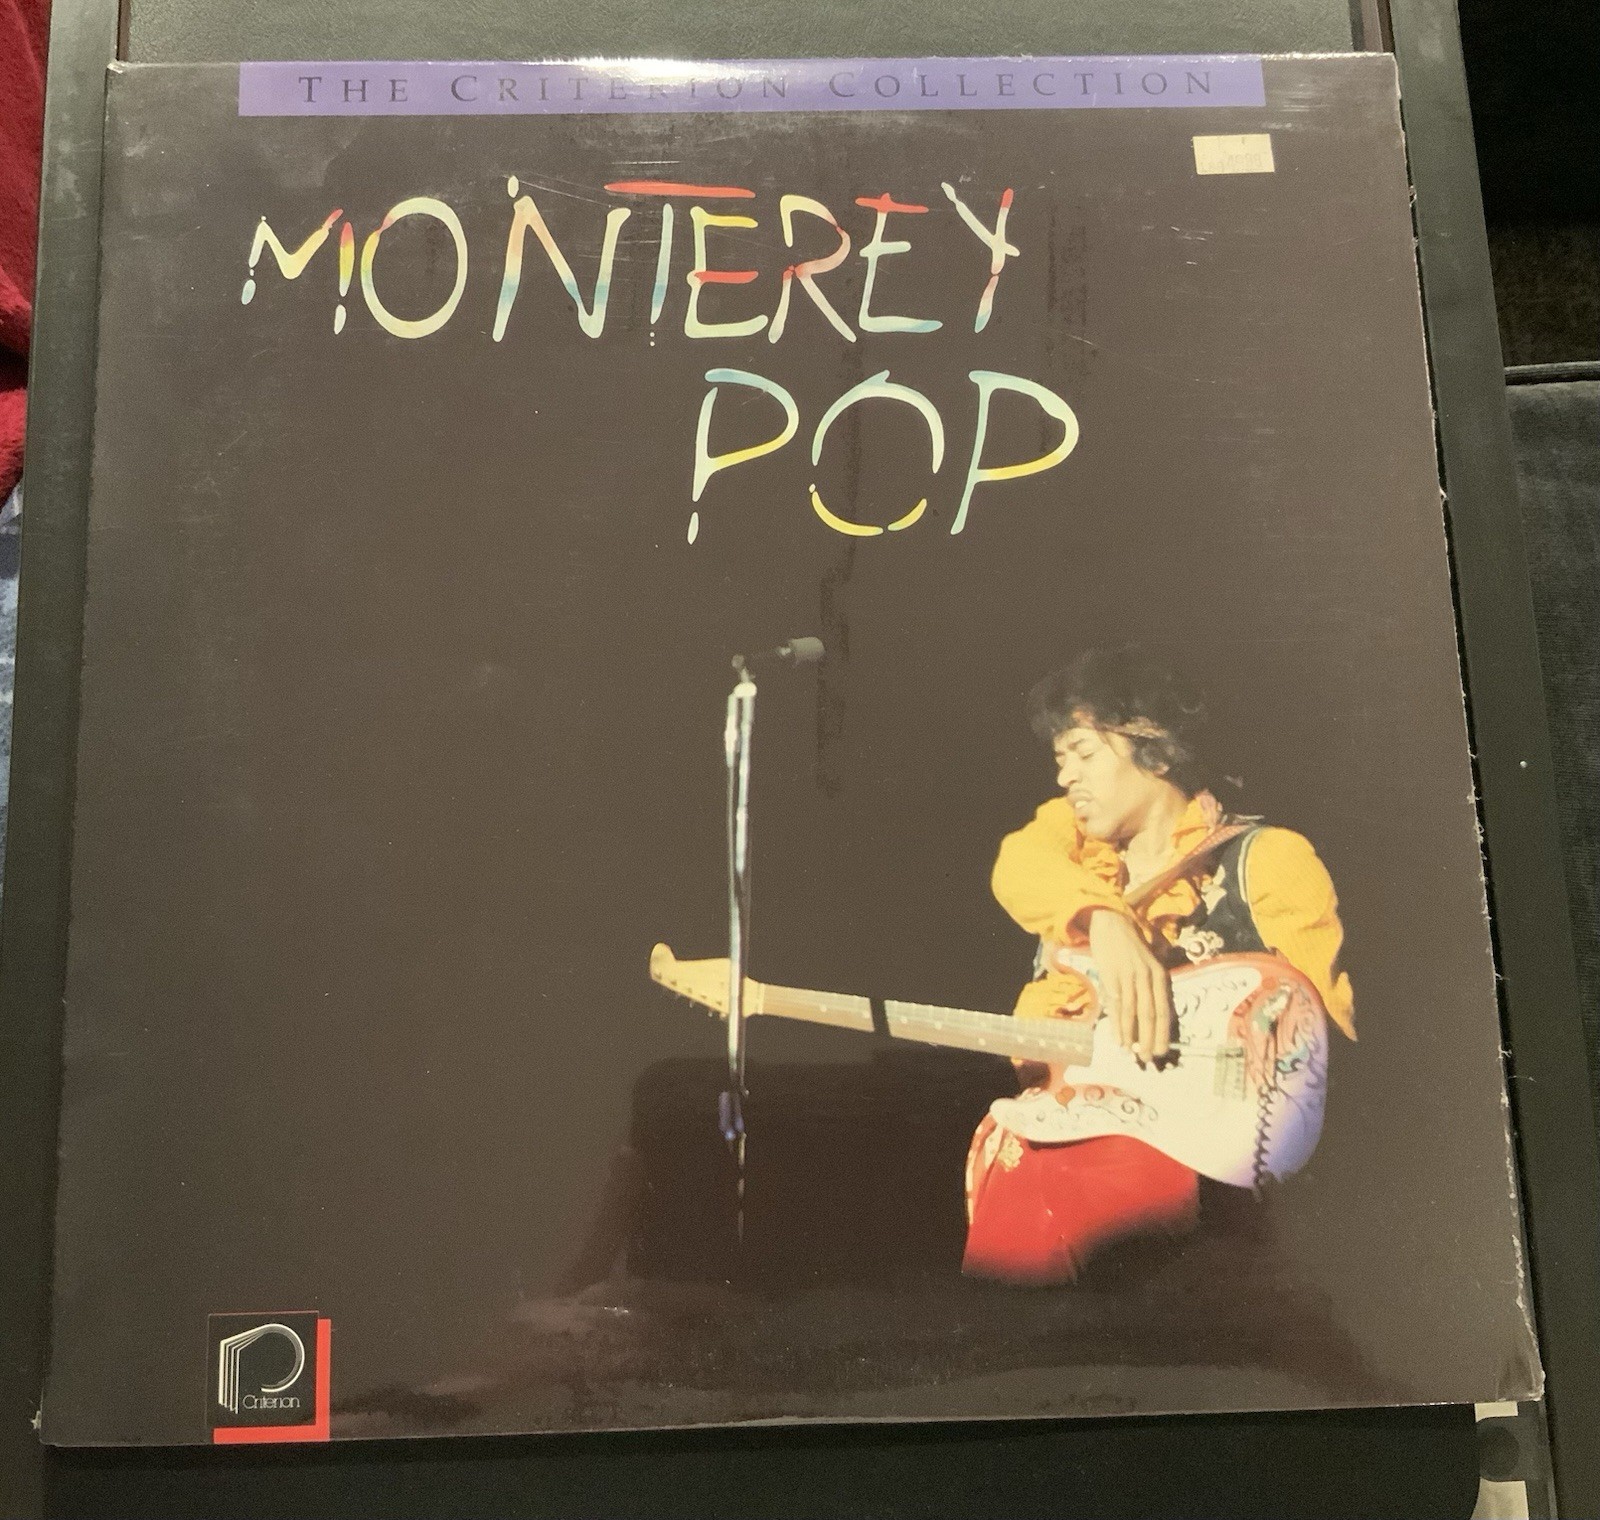 THE CRITERION COLLECTION
MONTEREY
POP
Criterion